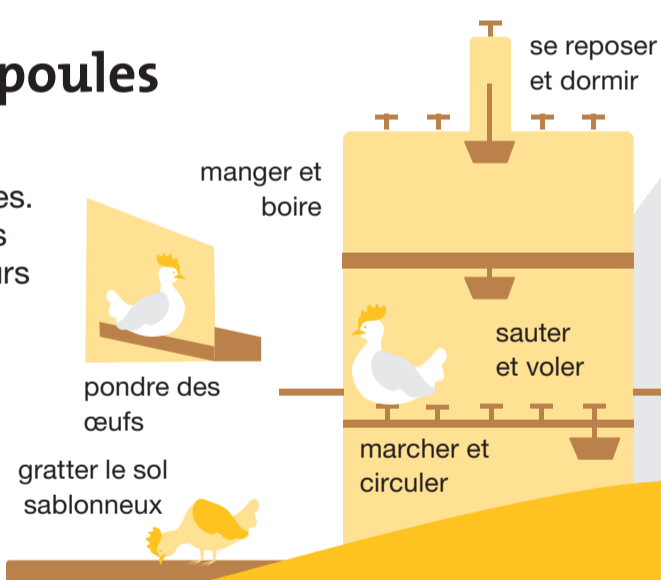 poules
es.
s
urs
se reposer
et dormir
manger et
boire
sauter
et voler
pondre des
œufs
marcher et
circuler
gratter le sol
sablonneux